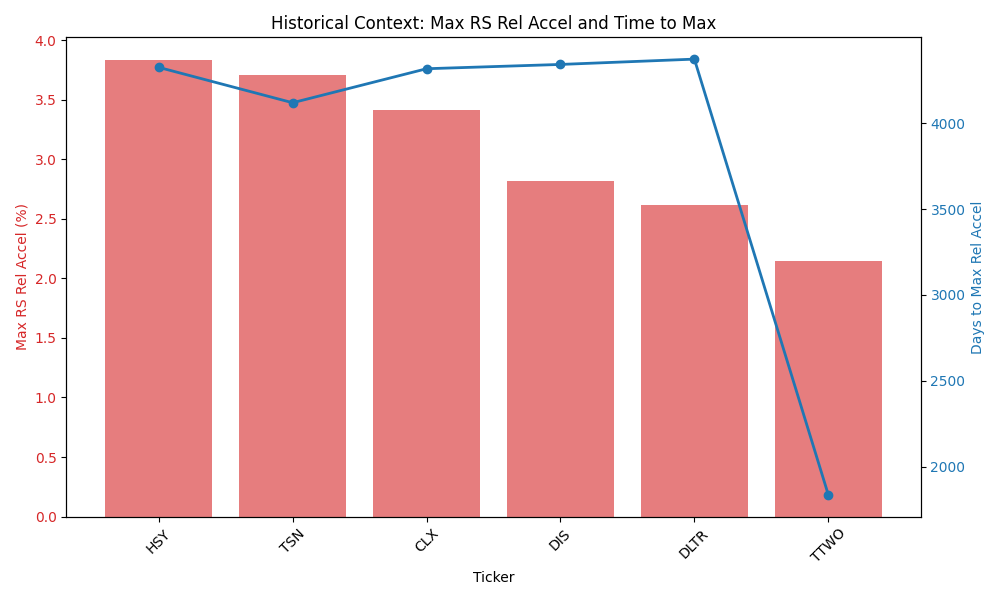 Historical Context: Max RS Rel Accel and Time to Max
Max RS Rel Accel (%)
4.0
3.5
3.0
2.5
2.0
1.5
1.0
0.5
0.0
4000
3500
3000
2500
2000
Days to Max Rel Accel
HSY
TSN
CLX
DIS
DLTR
TTWO
Ticker